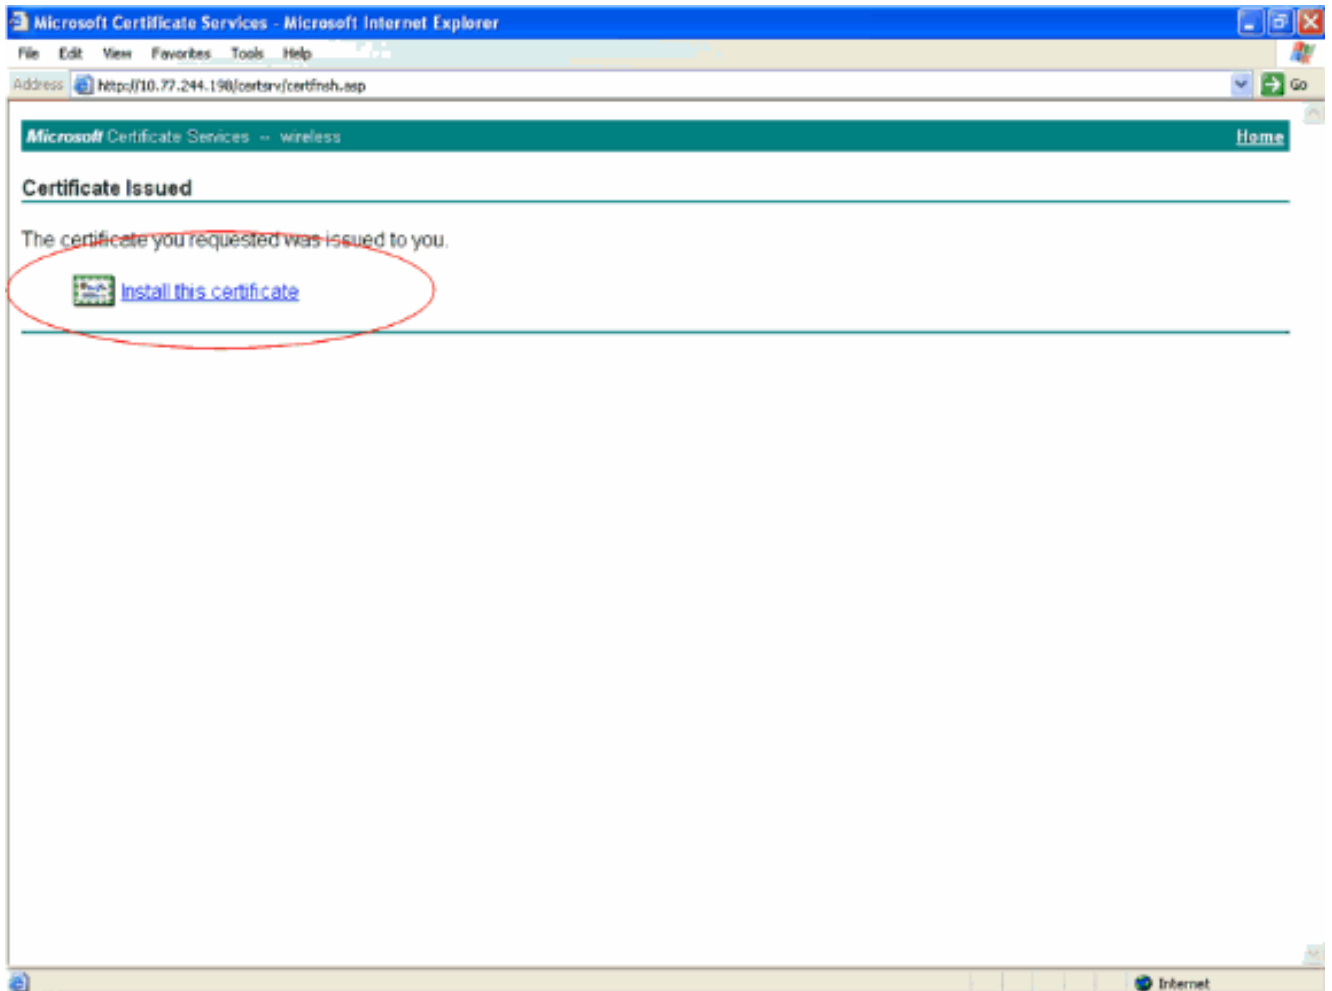 Microsoft Certificate Services - Microsoft Internet Explorer
File Edit View Favorites Tools Help
Address http://10.77.244.198/certsrv/certfnsh.asp Go
Microsoft Certificate Services -- wireless Home
Certificate Issued
The certificate you requested was issued to you.
Install this certificate
Internet